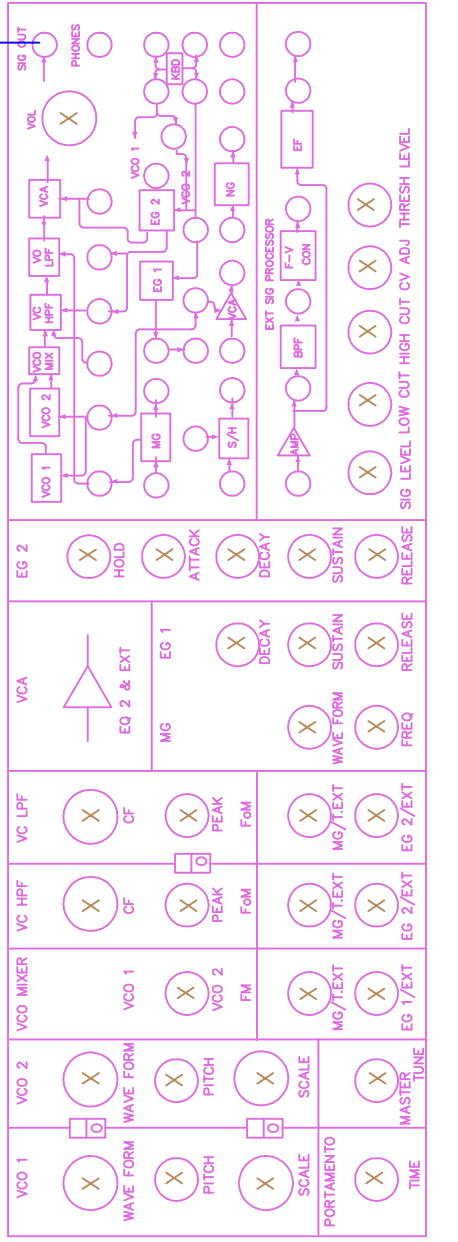 VCO 1
WAVE FORM
PITCH
SCALE
PORTAMENTO
TIME
VCO 2
WAVE FORM
PITCH
SCALE
MASTER
TUNE
VCO MIXER
VCO 1
VCO 2
FM
MG/T.EXT
EG 1/EXT
VC HPF
CF
PEAK
FoM
MG/T.EXT
EG 2/EXT
VC LPF
CF
PEAK
FoM
MG/T.EXT
EG 2/EXT
VCA
EQ 2 & EXT
MG
WAVE FORM
FREQ
EG 1
DECAY
SUSTAIN
RELEASE
EG 2
HOLD
ATTACK
DECAY
SUSTAIN
RELEASE
VCO 1
VCO 2
VCO
MIX
VC
HPF
VO
LPF
VCA
VOL
SIG OUT
PHONES
MG
EG 1
EG 2
VCO 1
VCO 2
KBD
S/H
VCA
NG
EXT SIG PROCESSOR
AMP
BPF
F-V
CON
EF
SIG LEVEL
LOW CUT
HIGH CUT
CV ADJ
THRESH LEVEL